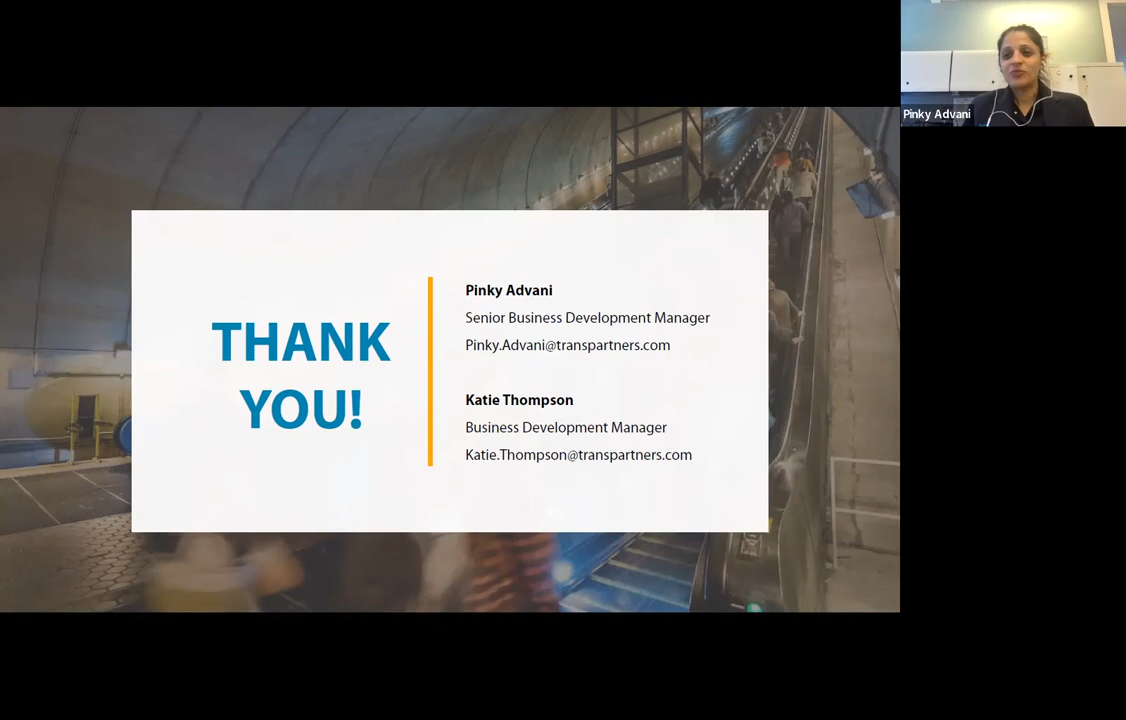 Pinky Advani
THANK
YOU!
Pinky Advani
Senior Business Development Manager
Pinky.Advani@transpartners.com
Katie Thompson
Business Development Manager
Katie.Thompson@transpartners.com